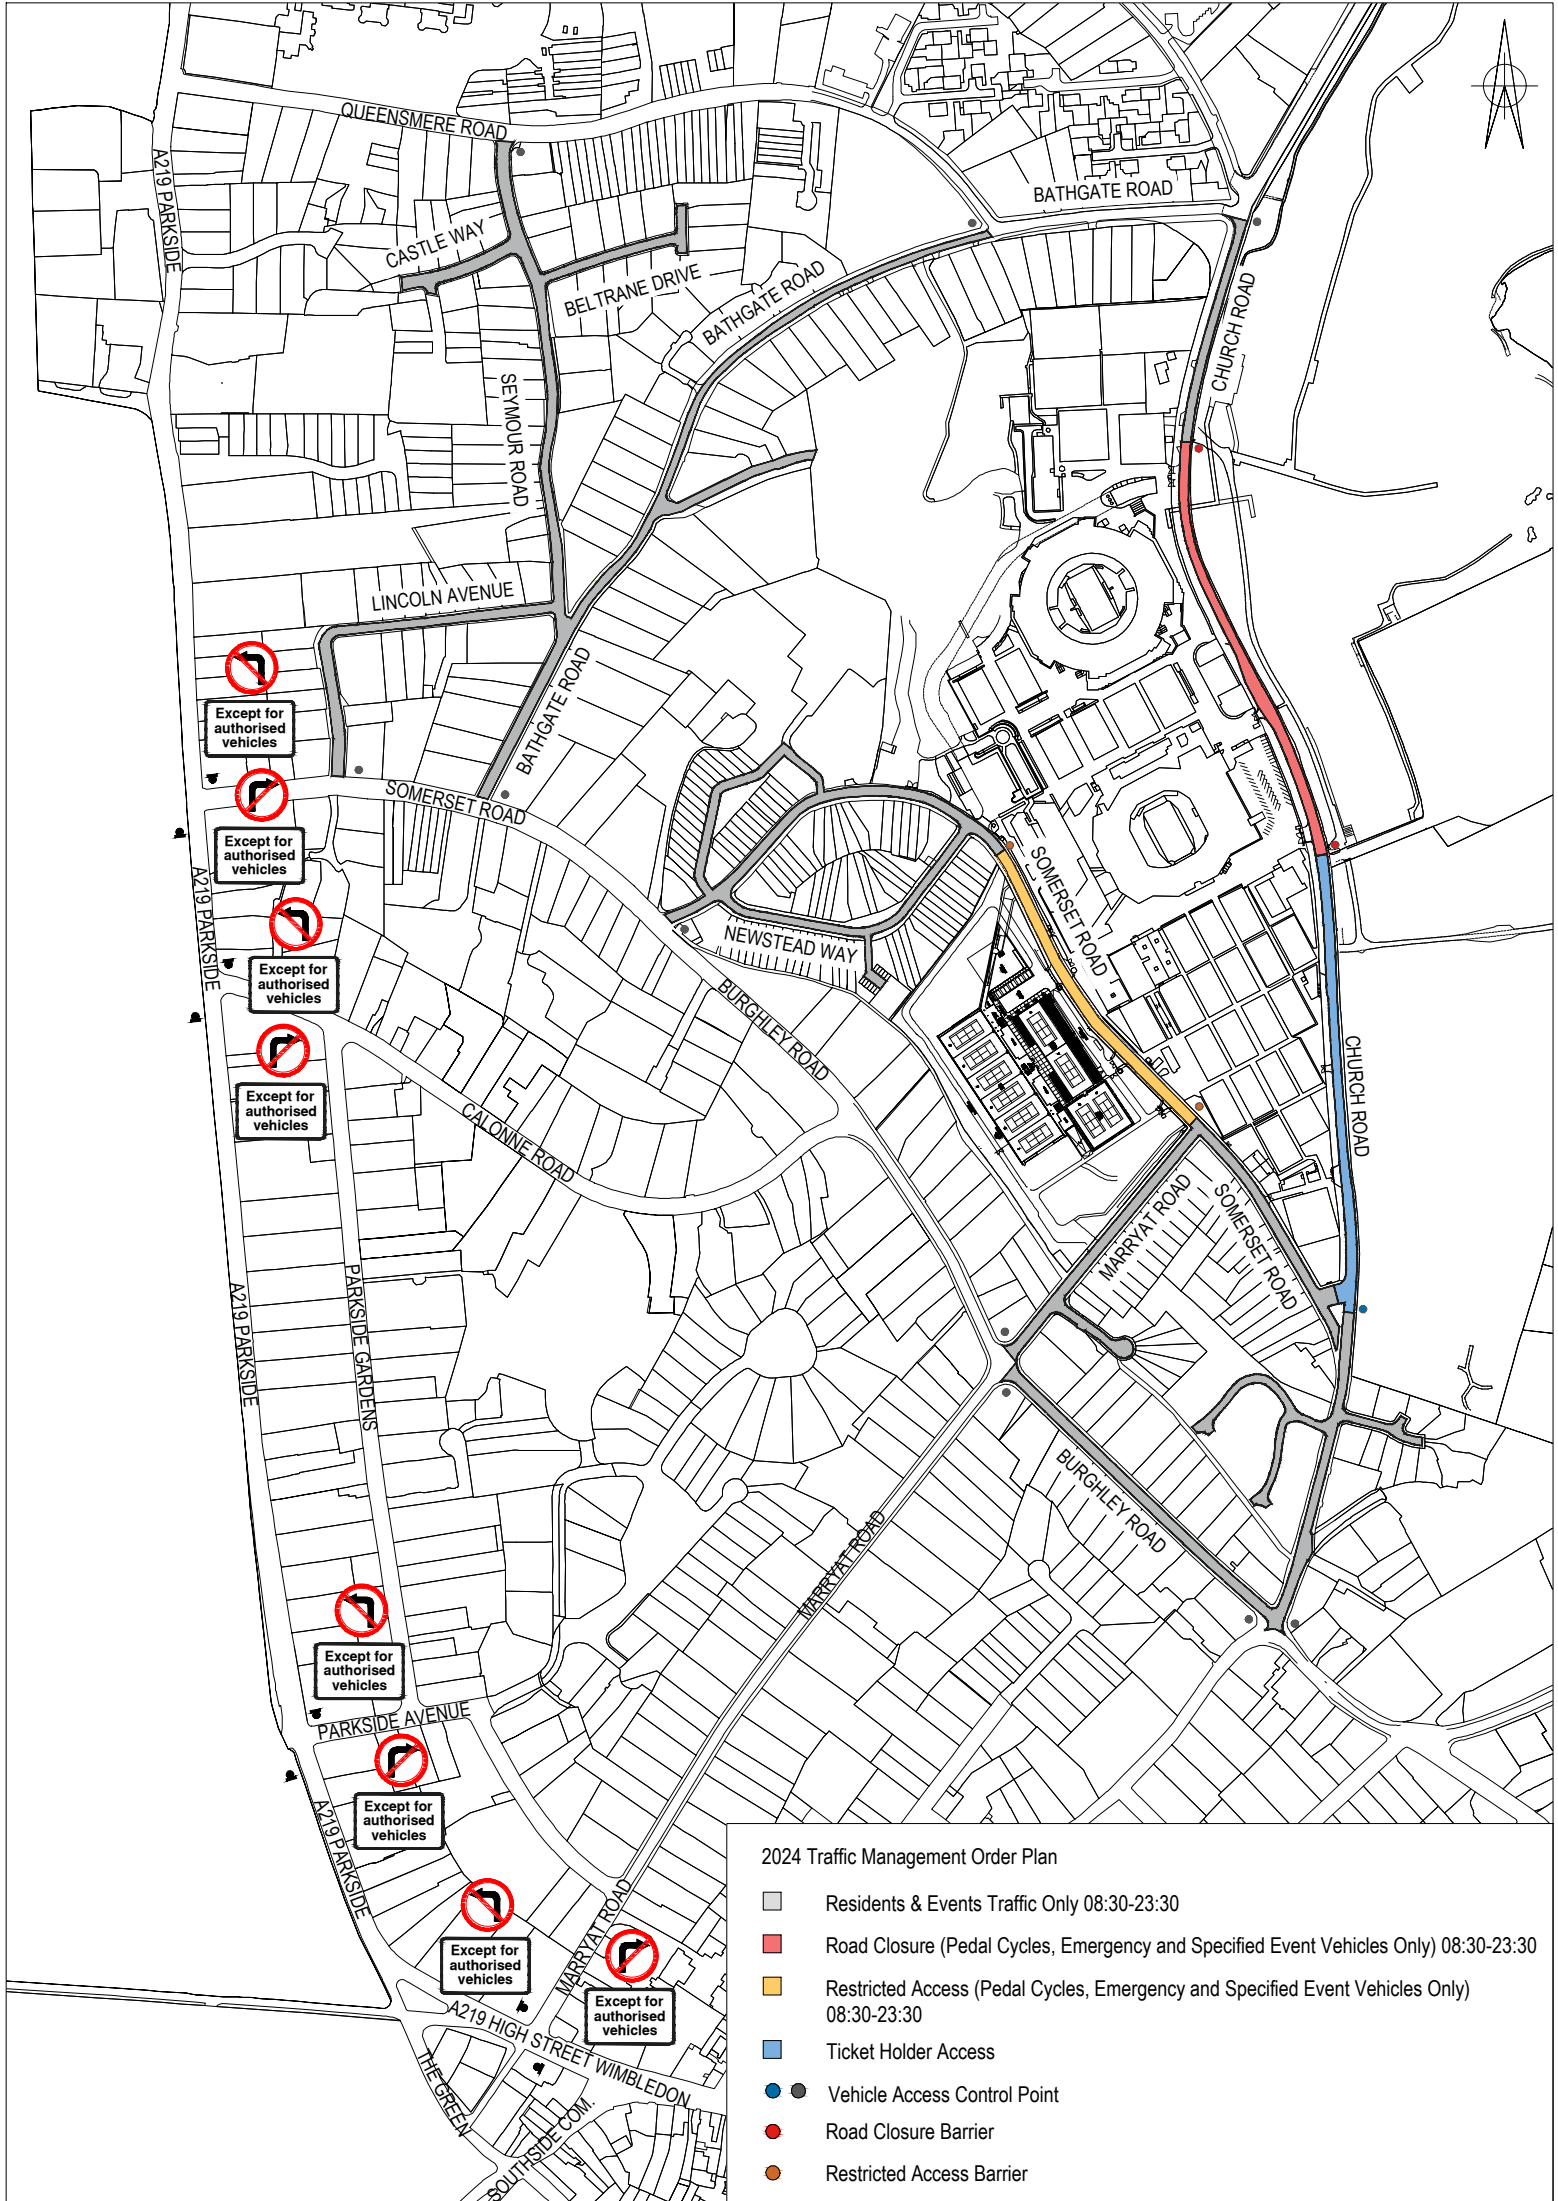 QUEENSMERE ROAD
A219 PARKSIDE
BATHGATE ROAD
CASTLE WAY
BELTRANE DRIVE
BATHGATE ROAD
CHURCH ROAD
SEYMOUR ROAD
LINCOLN AVENUE
BATHGATE ROAD
Except for
authorised
vehicles
SOMERSET ROAD
Except for
authorised
vehicles
A219 PARKSIDE
SOMERSET ROAD
NEWSTEAD WAY
Except for
authorised
vehicles
BURGHLEY ROAD
Except for
authorised
vehicles
CHURCH ROAD
CALONNE ROAD
MARRYAT ROAD
SOMERSET ROAD
A219 PARKSIDE
PARKSIDE GARDENS
BURGHLEY ROAD
MARRYAT ROAD
Except for
authorised
vehicles
PARKSIDE AVENUE
Except for
authorised
vehicles
A219 PARKSIDE
MARRYAT ROAD
Except for
authorised
vehicles
Except for
authorised
vehicles
A219 HIGH STREET WIMBLEDON
THE GREEN
SOUTHSIDE COM.
2024 Traffic Management Order Plan
Residents & Events Traffic Only 08:30-23:30
Road Closure (Pedal Cycles, Emergency and Specified Event Vehicles Only) 08:30-23:30
Restricted Access (Pedal Cycles, Emergency and Specified Event Vehicles Only)
08:30-23:30
Ticket Holder Access
Vehicle Access Control Point
Road Closure Barrier
Restricted Access Barrier